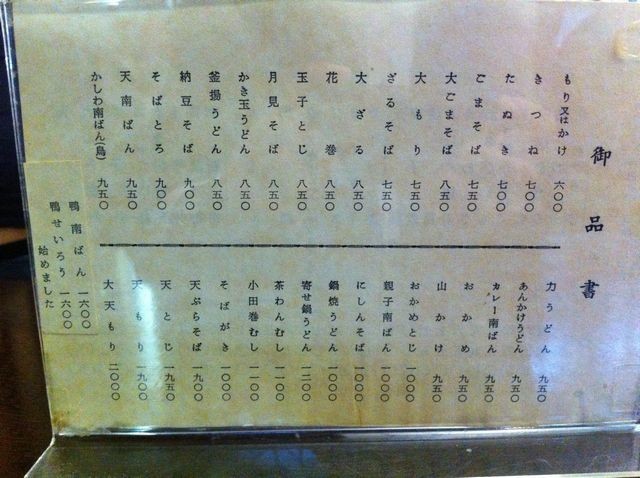 御品書
もり又はかけ 六〇〇
きつね 七〇〇
たぬき 七〇〇
ごまそば 七五〇
大ごまそば 八五〇
大もり 七五〇
ざるそば 七五〇
大ざる 八五〇
花巻 八五〇
玉子とじ 八五〇
月見そば 八五〇
かき玉うどん 八五〇
釜揚うどん 八五〇
納豆そば 九〇〇
そばとろ 九〇〇
天南ばん 九五〇
かしわ南ばん(鳥) 九五〇
力うどん 九五〇
あんかけうどん 九五〇
カレー南ばん 九五〇
おかめ 九五〇
山かけ 九五〇
おかめとじ 一〇〇〇
親子南ばん 一〇〇〇
にしんそば 一〇〇〇
鍋焼うどん 一〇〇〇
寄せ鍋うどん 一二〇〇
茶わんむし 一〇〇〇
小田巻むし 一一〇〇
そばがき 一〇〇〇
天ぷらそば 一九〇〇
天とじ 一九五〇
天もり 一九〇〇
大天もり 二〇〇〇
鴨南ばん 一六〇〇
鴨せいろう 一六〇〇
始めました